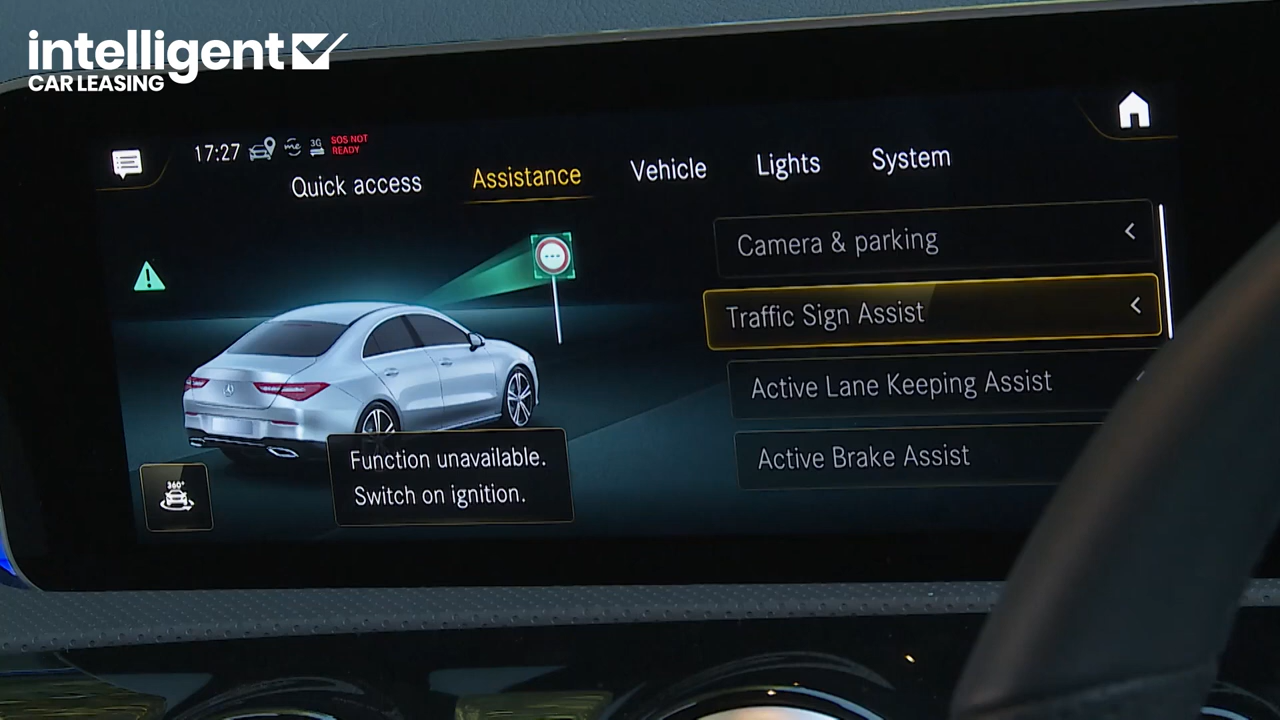 intelligent
CAR LEASING
17:27
me
3G
SOS NOT
READY
Quick access
Assistance
Vehicle
Lights
System
Camera & parking
Traffic Sign Assist
Active Lane Keeping Assist
Active Brake Assist
Function unavailable.
Switch on ignition.
360°